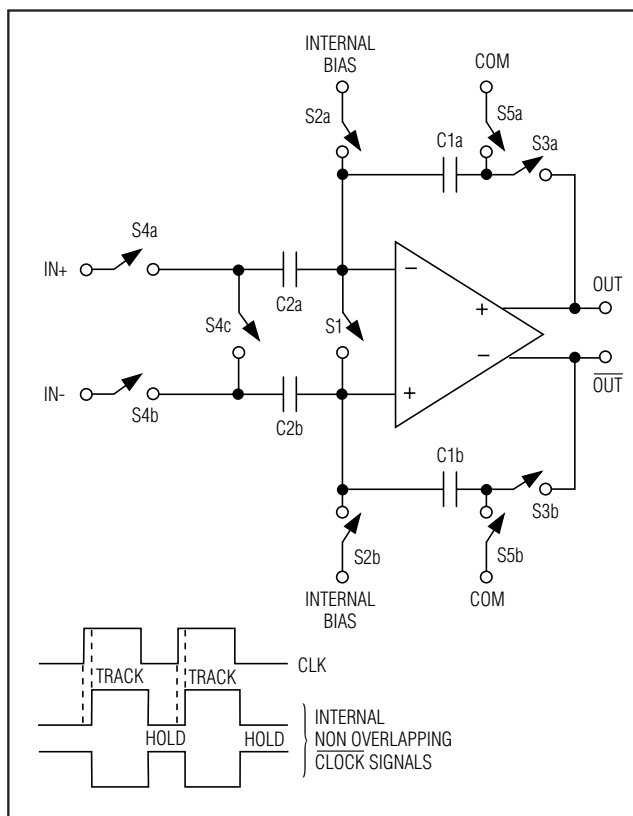 INTERNAL
BIAS
COM
S2a
S5a
C1a
S3a
S4a
IN+
C2a
−
OUT
S4c
S1
+
−
OUT
IN-
S4b
C2b
+
C1b
S3b
S2b
S5b
INTERNAL
BIAS
COM
CLK
TRACK TRACK
HOLD HOLD
INTERNAL
NON OVERLAPPING
CLOCK SIGNALS